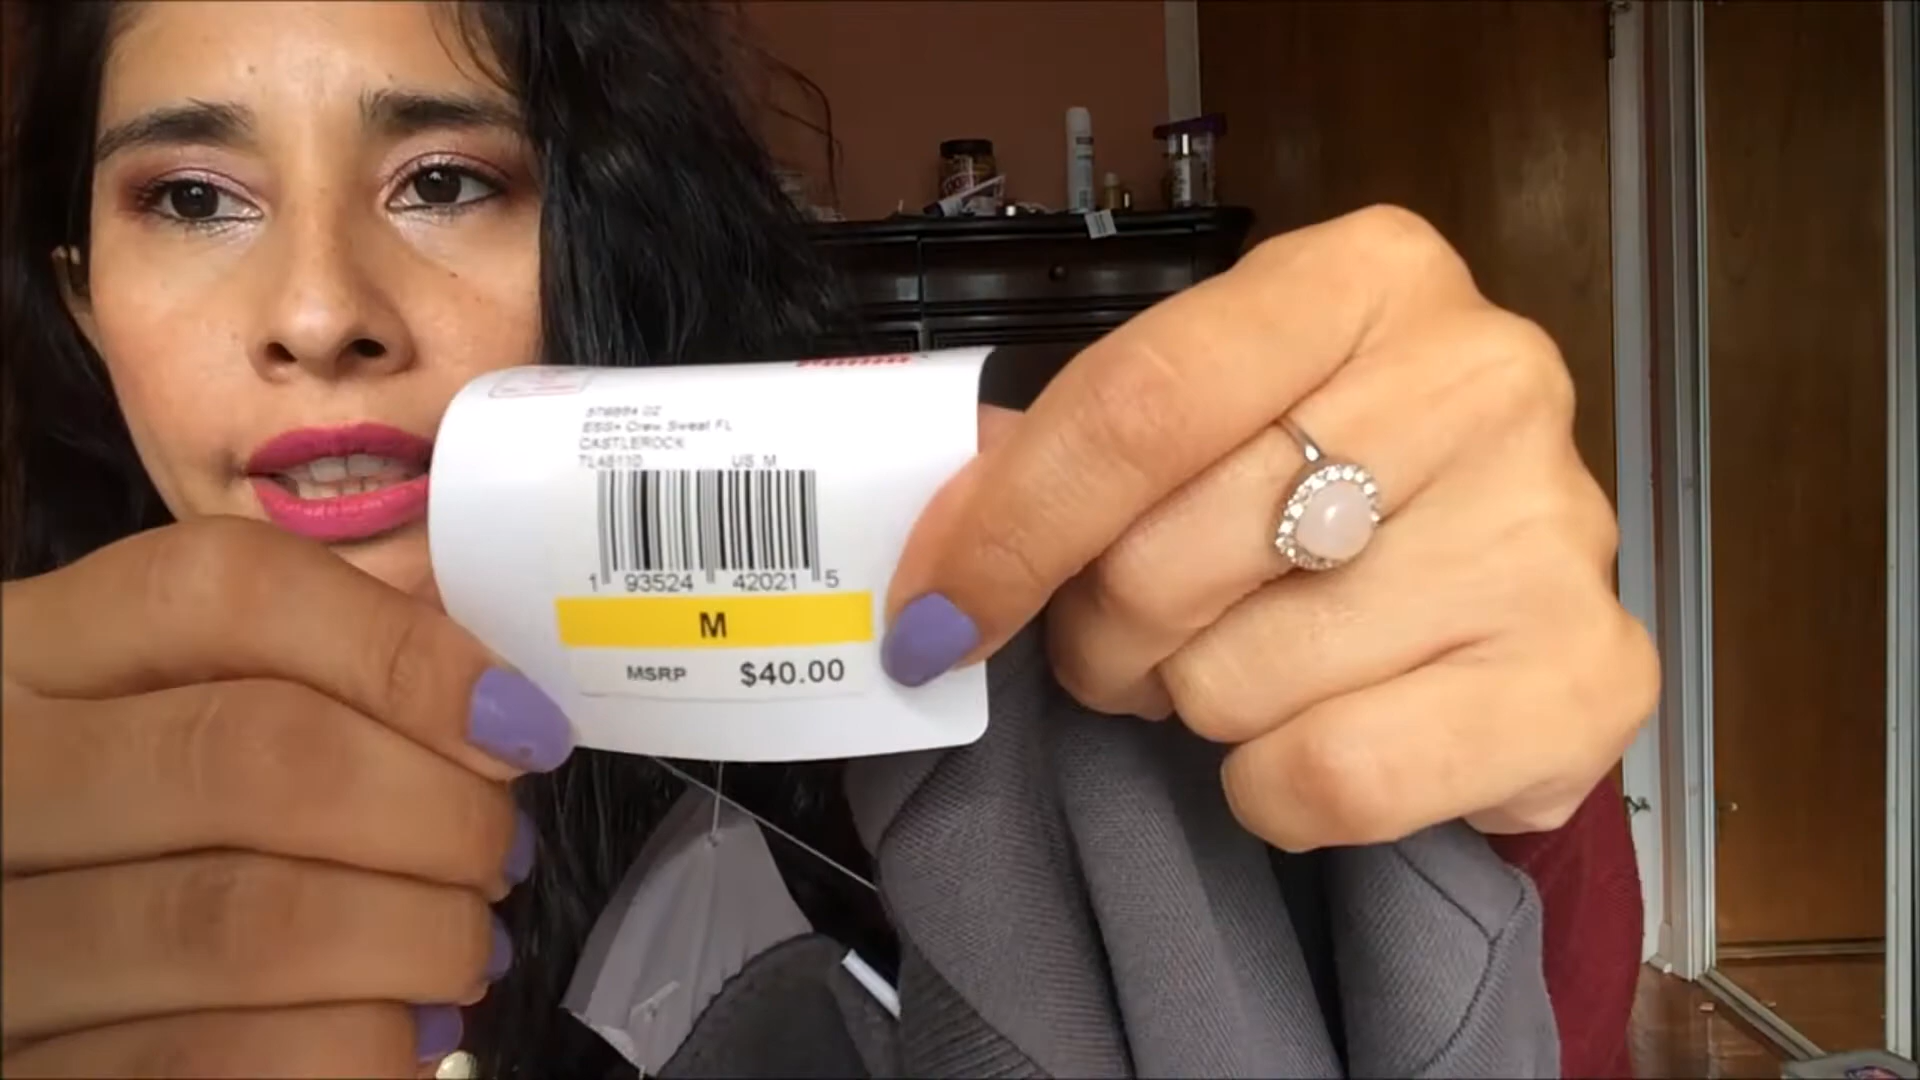 ESS+ Crew Sweat FL
CASTLEROCK
US M
1 93524 42021 5
M
MSRP $40.00